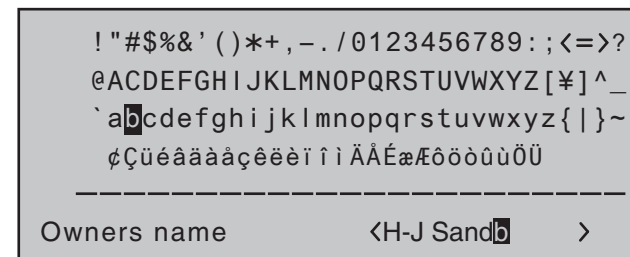 !"#$%&'()*+,–./0123456789:;<=>?
@ACDEFGHIJKLMNOPQRSTUVWXYZ[¥]^_
`abcdefghijklmnopqrstuvwxyz{|}~
¢ÇüéâäàåçêëèïîìÄÅÉæÆôöòûùÖÜ
Owners name <H-J Sandb >